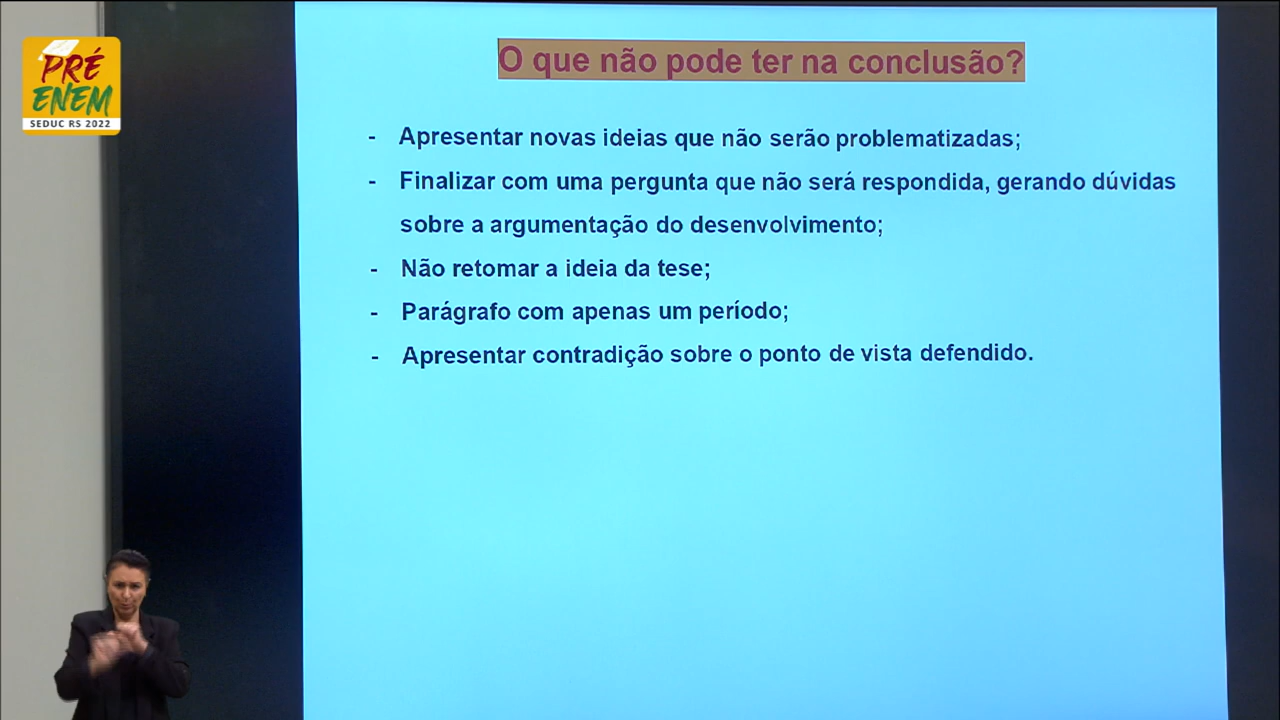 PRÉ
ENEM
SEDUC RS 2022
O que não pode ter na conclusão?
- Apresentar novas ideias que não serão problematizadas;
- Finalizar com uma pergunta que não será respondida, gerando dúvidas
sobre a argumentação do desenvolvimento;
- Não retomar a ideia da tese;
- Parágrafo com apenas um período;
- Apresentar contradição sobre o ponto de vista defendido.